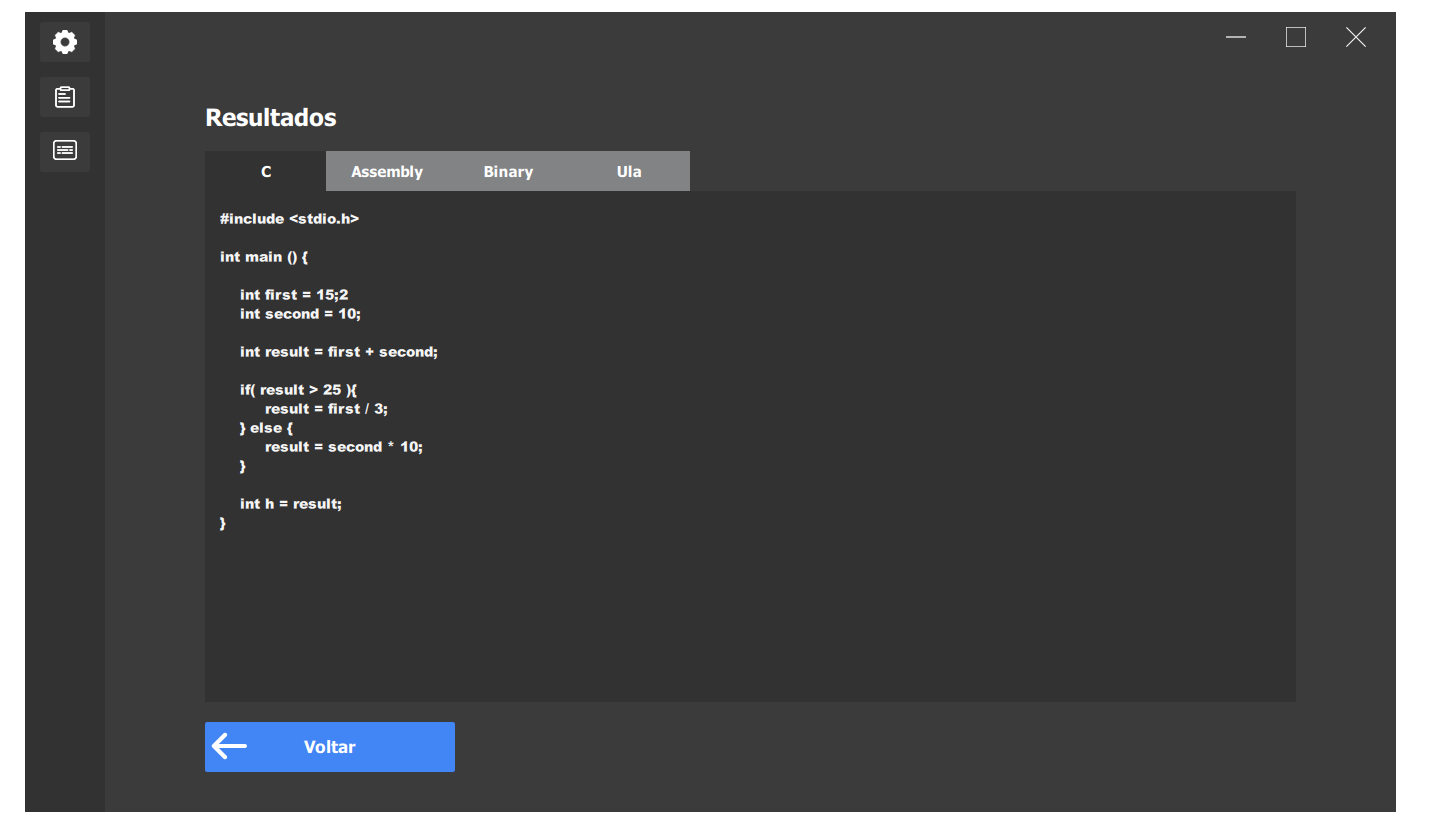 Resultados
C Assembly Binary Ula
#include <stdio.h>
int main () {
int first = 15;2
int second = 10;
int result = first + second;
if( result > 25 ){
result = first / 3;
} else {
result = second * 10;
}
int h = result;
}
Voltar